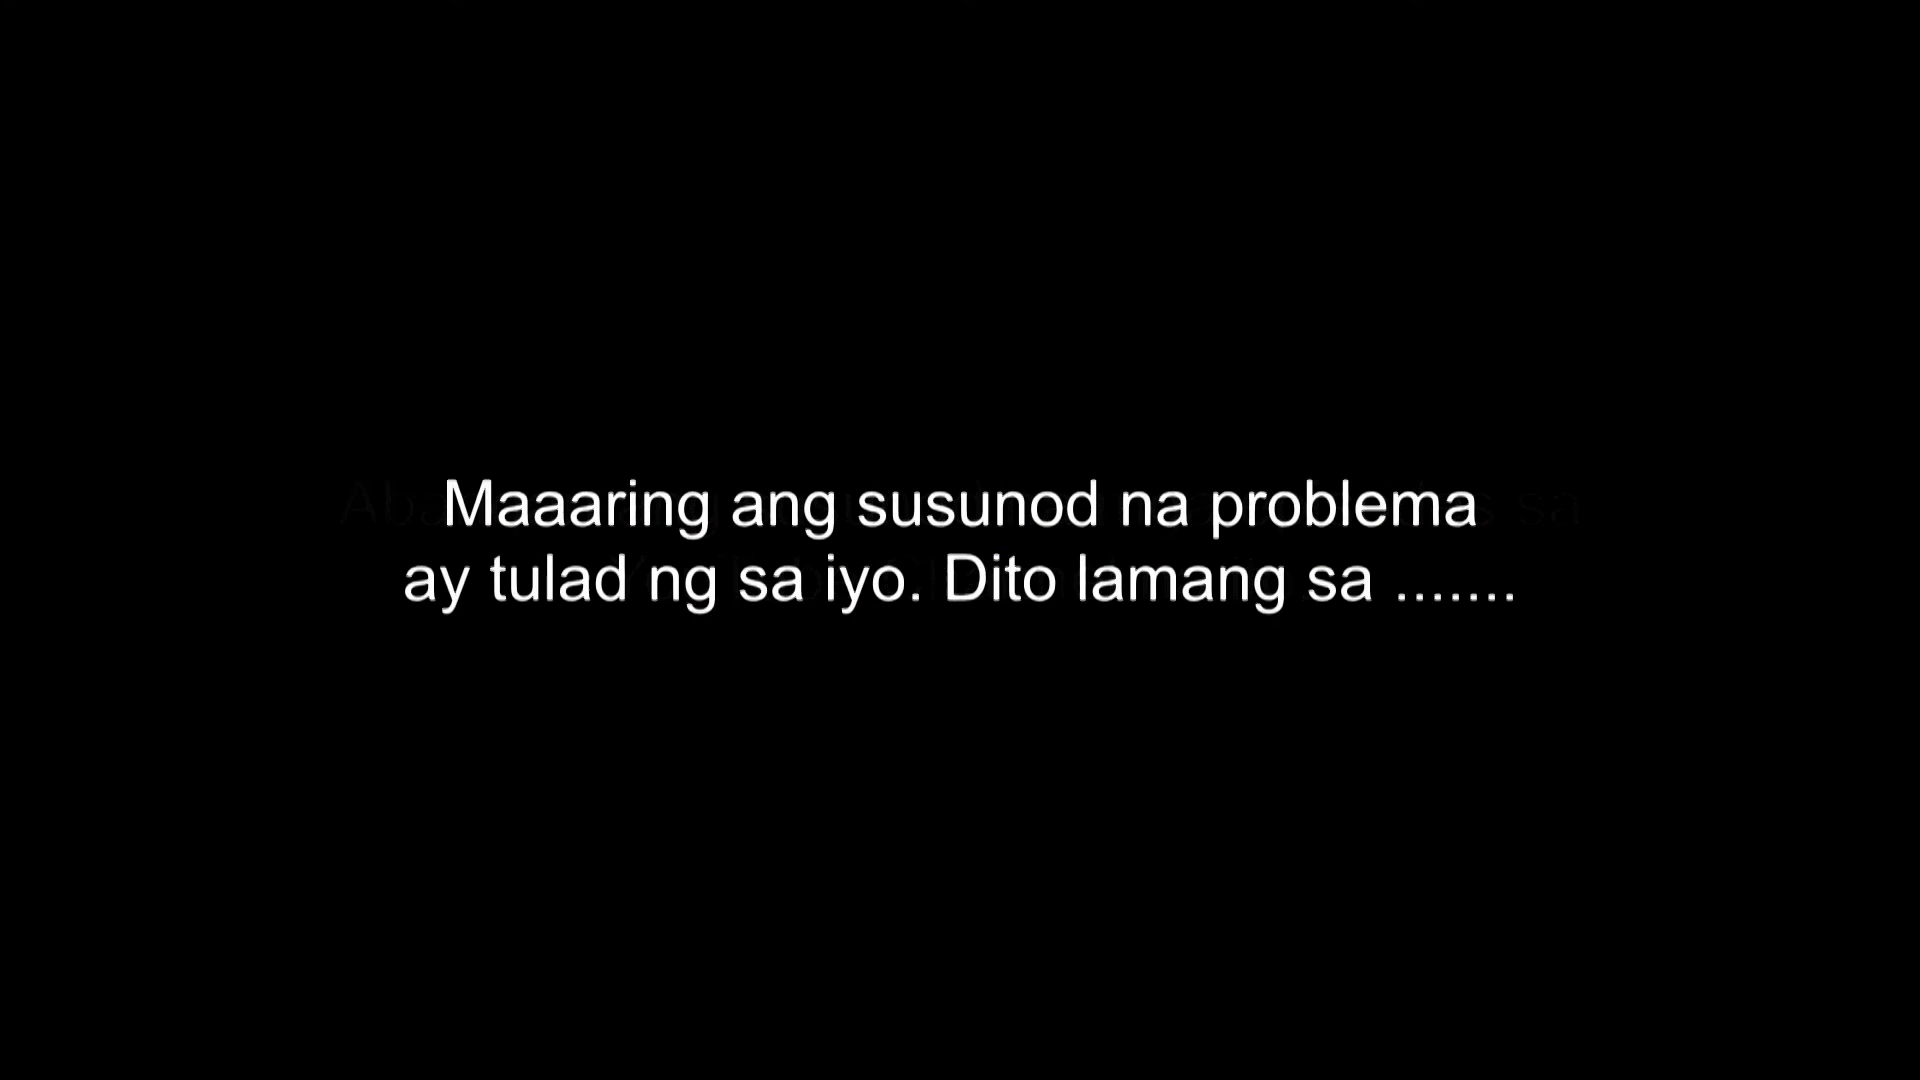 Maaaring ang susunod na problema
ay tulad ng sa iyo. Dito lamang sa .......